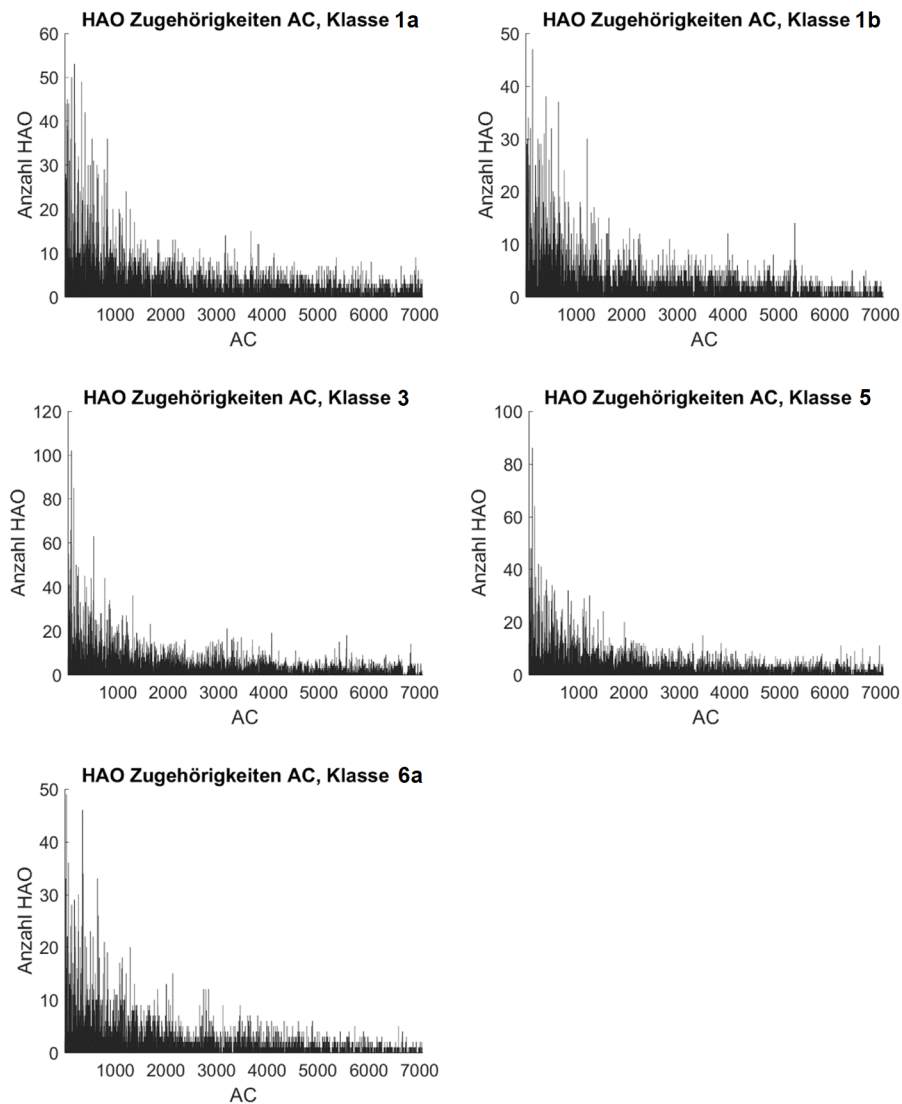 HAO Zugehörigkeiten AC, Klasse 1a
60
50
40
30
20
10
0
Anzahl HAO
1000 2000 3000 4000 5000 6000 7000
AC
HAO Zugehörigkeiten AC, Klasse 1b
50
40
30
20
10
0
Anzahl HAO
1000 2000 3000 4000 5000 6000 7000
AC
HAO Zugehörigkeiten AC, Klasse 3
120
100
80
60
40
20
0
Anzahl HAO
1000 2000 3000 4000 5000 6000 7000
AC
HAO Zugehörigkeiten AC, Klasse 5
100
80
60
40
20
0
Anzahl HAO
1000 2000 3000 4000 5000 6000 7000
AC
HAO Zugehörigkeiten AC, Klasse 6a
50
40
30
20
10
0
Anzahl HAO
1000 2000 3000 4000 5000 6000 7000
AC